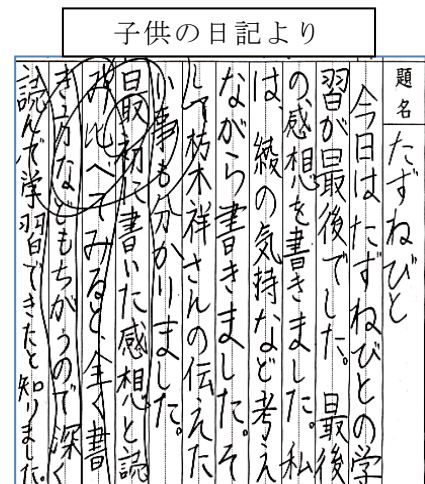 子供の日記より
題名
たずねびと
今日はたずねびとの学
習が最後でした。最後
の感想を書きました。私
は、綾の気持など考え
ながら書きました。そ
して朽木祥さんの伝えた
い事も分かりました。
最初に書いた感想と読
み比べてみると、全く書
き方などもちがうので深く
読んで学習できたと知りました。